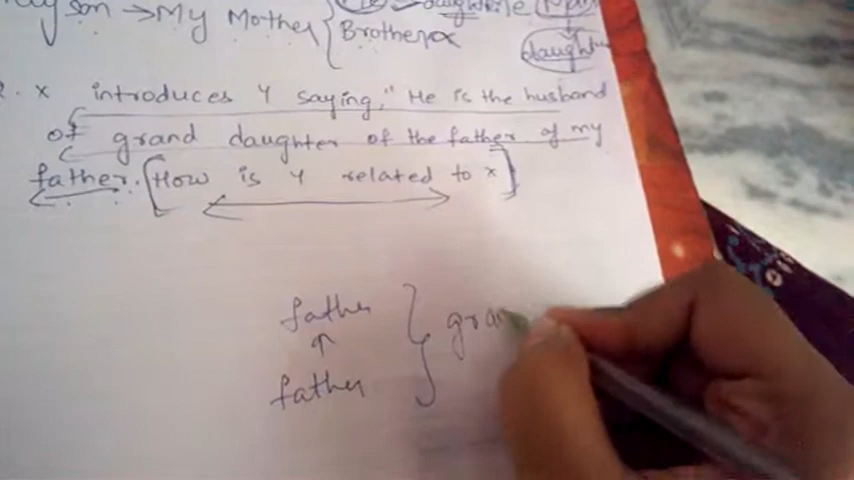 son → My Mother { Brother
daughter
2. X introduces Y saying," He is the husband
of grand daughter of the father of my
father. [How is Y related to X]
father } gra
↑
father